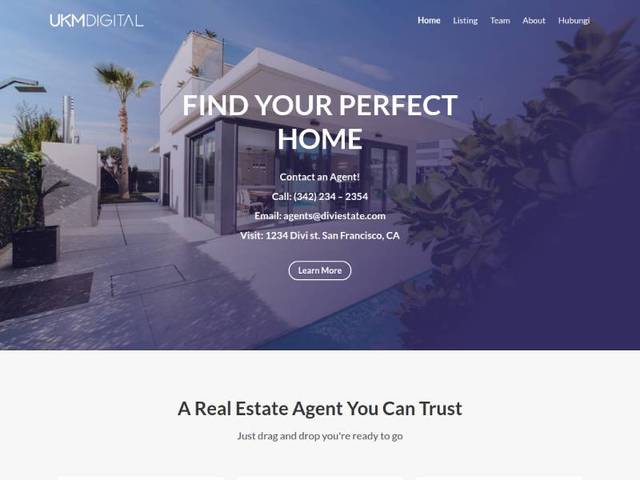 UKMDIGITAL
Home Listing Team About Hubungi
FIND YOUR PERFECT
HOME
Contact an Agent!
Call: (342) 234 – 2354
Email: agents@diviestate.com
Visit: 1234 Divi st. San Francisco, CA
Learn More
A Real Estate Agent You Can Trust
Just drag and drop you're ready to go